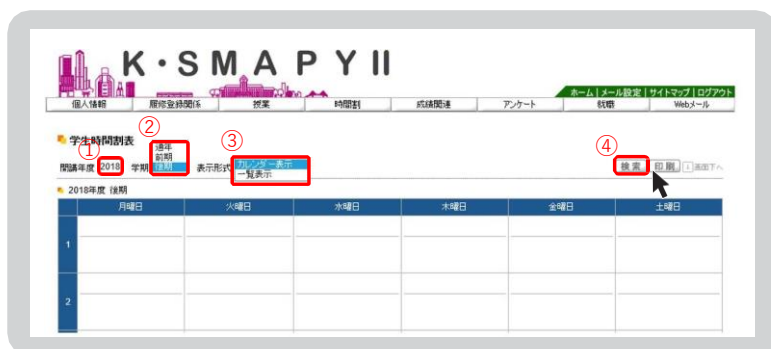 K・SMAPY II
ホーム | メール設定 | サイトマップ | ログアウト
個人情報 履修登録関係 授業 時間割 成績関連 アンケート 就職 Webメール
学生時間割表
① ② ③ ④
開講年度 2018 学期 通年 前期 後期 表示形式 カレンダー表示 一覧表示 検索 印刷 ↓画面下へ
2018年度 後期
月曜日 火曜日 水曜日 木曜日 金曜日 土曜日
1
2